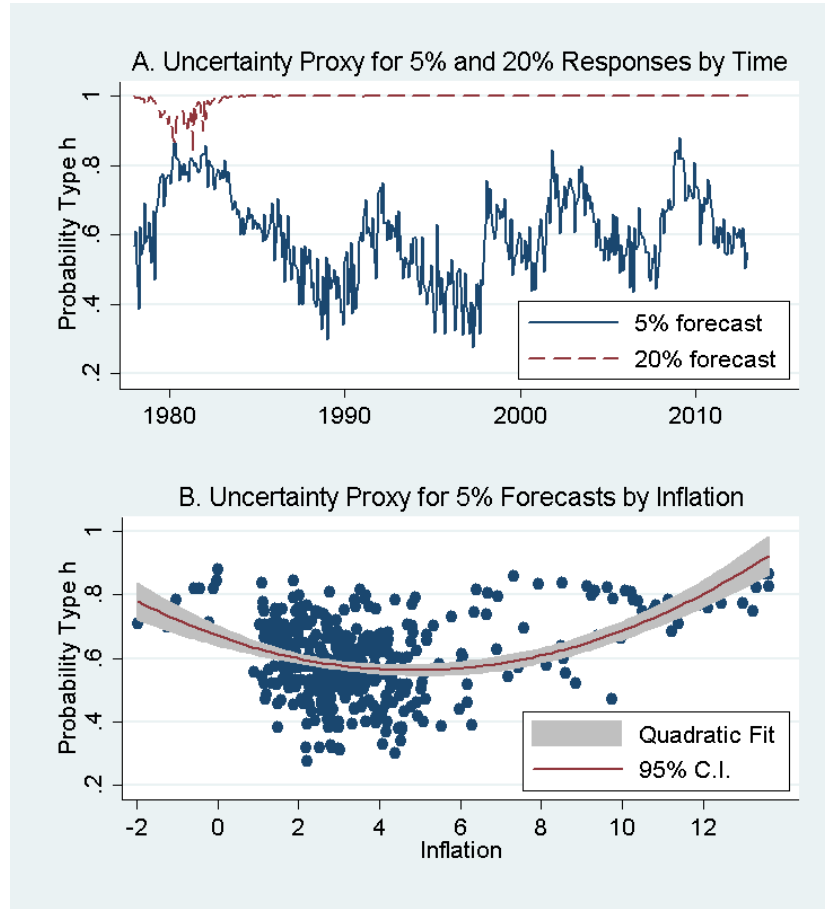 A. Uncertainty Proxy for 5% and 20% Responses by Time
Probability Type h
1
.8
.6
.4
.2
5% forecast
20% forecast
1980 1990 2000 2010
B. Uncertainty Proxy for 5% Forecasts by Inflation
Probability Type h
1
.8
.6
.4
.2
Quadratic Fit
95% C.I.
-2 0 2 4 6 8 10 12
Inflation